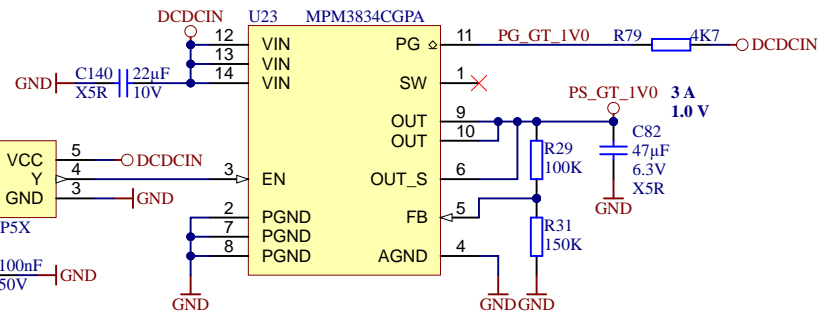 DCDCIN
U23 MPM3834CGPA
12 VIN
13 VIN
14 VIN
PG 11 PG_GT_1V0 R79 4K7 DCDCIN
GND C140 22µF
X5R 10V
SW 1
PS_GT_1V0 3 A
1.0 V
OUT 9
OUT 10
C82
47µF
6.3V
X5R
GND
R29
100K
VCC 5 DCDCIN
Y 4
GND 3 GND
P5X
3 EN
OUT_S 6
2 PGND
7 PGND
8 PGND
FB 5
R31
150K
AGND 4
100nF GND
50V
GND
GND GND